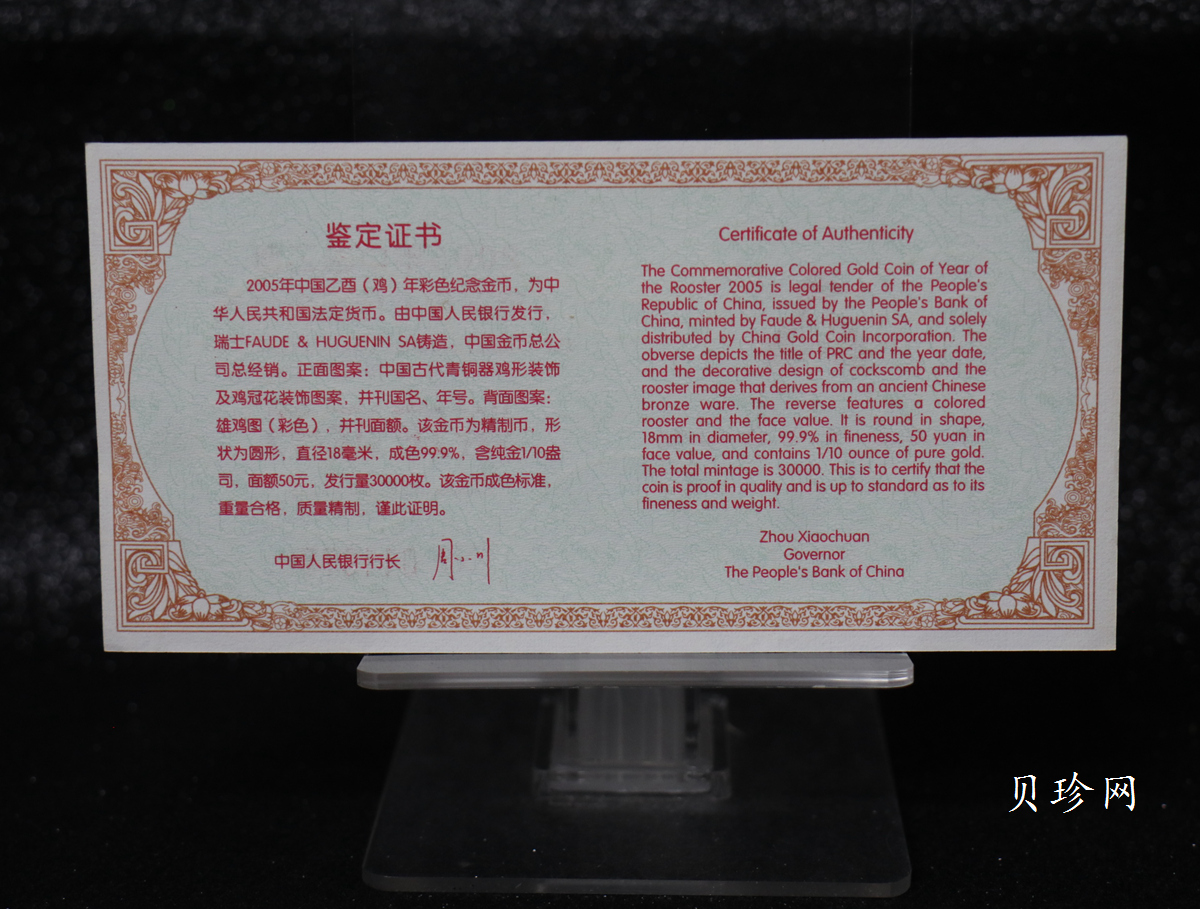 鉴定证书
2005年中国乙酉（鸡）年彩色纪念金币，为中
华人民共和国法定货币。由中国人民银行发行，
瑞士FAUDE & HUGUENIN SA铸造，中国金币总公
司总经销。正面图案：中国古代青铜器鸡形装饰
及鸡冠花装饰图案，并刊国名、年号。背面图案：
雄鸡图（彩色），并刊面额。该金币为精制币，形
状为圆形，直径18毫米，成色99.9%，含纯金1/10盎
司，面额50元，发行量30000枚。该金币成色标准，
重量合格，质量精制，谨此证明。
中国人民银行行长
Certificate of Authenticity
The Commemorative Colored Gold Coin of Year of
the Rooster 2005 is legal tender of the People's
Republic of China, issued by the People's Bank of
China, minted by Faude & Huguenin SA, and solely
distributed by China Gold Coin Incorporation. The
obverse depicts the title of PRC and the year date,
and the decorative design of cockscomb and the
rooster image that derives from an ancient Chinese
bronze ware. The reverse features a colored
rooster and the face value. It is round in shape,
18mm in diameter, 99.9% in fineness, 50 yuan in
face value, and contains 1/10 ounce of pure gold.
The total mintage is 30000. This is to certify that the
coin is proof in quality and is up to standard as to its
fineness and weight.
Zhou Xiaochuan
Governor
The People's Bank of China
贝珍网